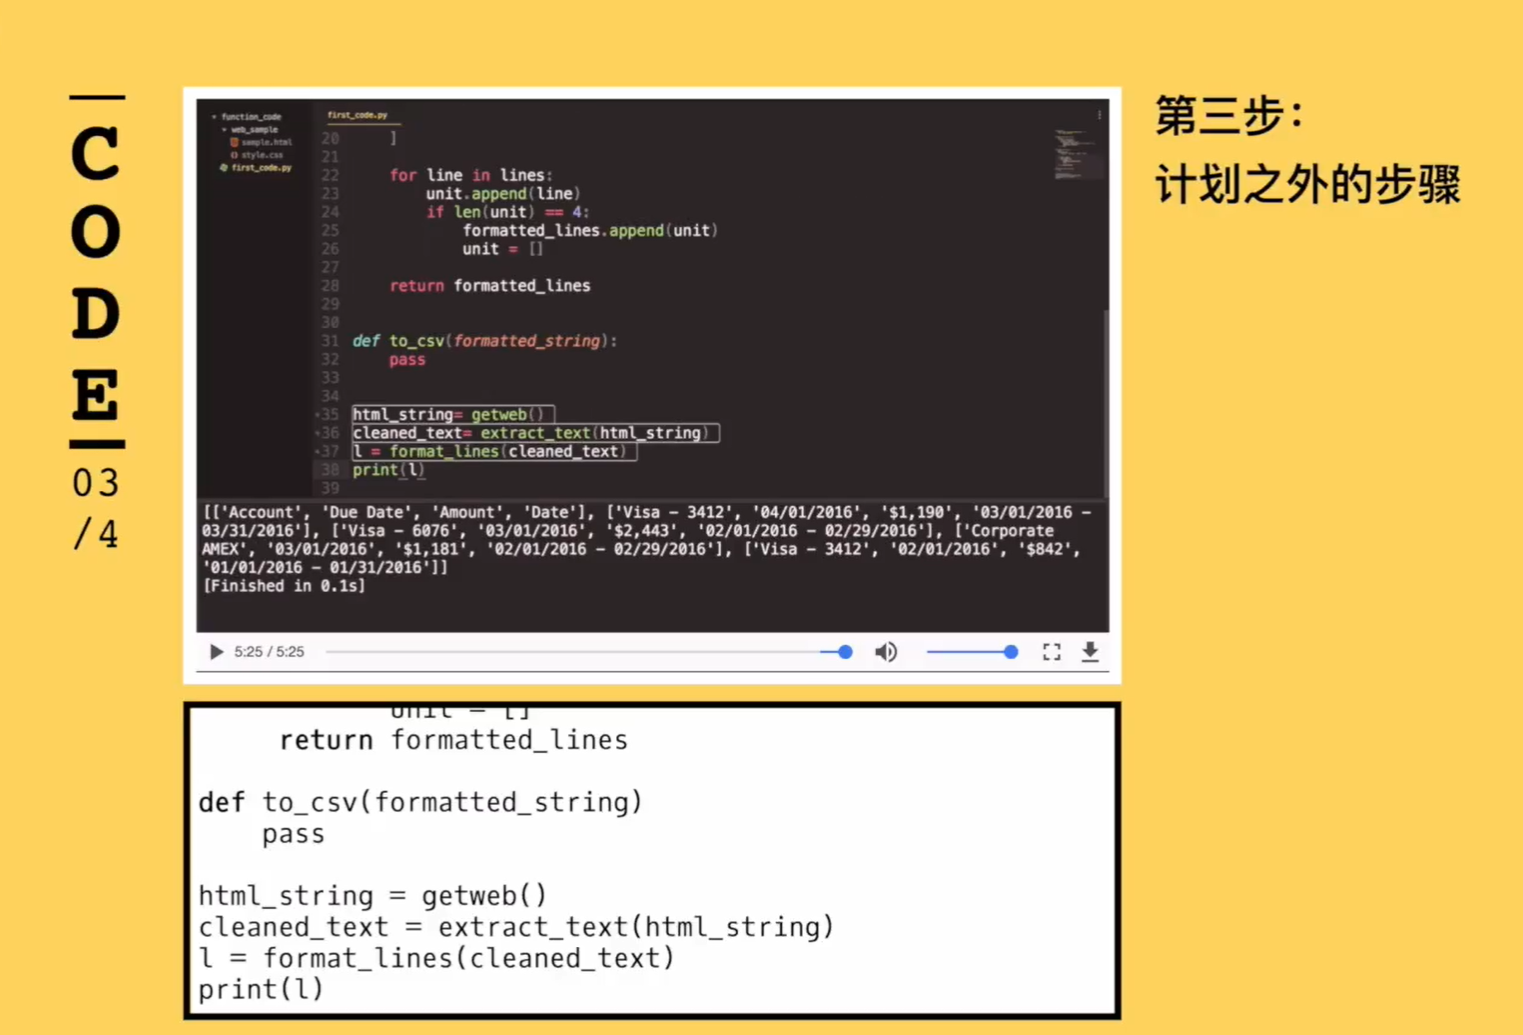 CODE
03
/4
第三步：
计划之外的步骤
function_code
web_sample
sample.html
style.css
first_code.py
first_code.py
20 ]
21
22 for line in lines:
23 unit.append(line)
24 if len(unit) == 4:
25 formatted_lines.append(unit)
26 unit = []
27
28 return formatted_lines
29
30
31 def to_csv(formatted_string):
32 pass
33
34
35 html_string= getweb()
36 cleaned_text= extract_text(html_string)
37 l = format_lines(cleaned_text)
38 print(l)
39
[['Account', 'Due Date', 'Amount', 'Date'], ['Visa – 3412', '04/01/2016', '$1,190', '03/01/2016 –
03/31/2016'], ['Visa – 6076', '03/01/2016', '$2,443', '02/01/2016 – 02/29/2016'], ['Corporate
AMEX', '03/01/2016', '$1,181', '02/01/2016 – 02/29/2016'], ['Visa – 3412', '02/01/2016', '$842',
'01/01/2016 – 01/31/2016']]
[Finished in 0.1s]
5:25 / 5:25
unit = []
return formatted_lines
def to_csv(formatted_string)
pass
html_string = getweb()
cleaned_text = extract_text(html_string)
l = format_lines(cleaned_text)
print(l)